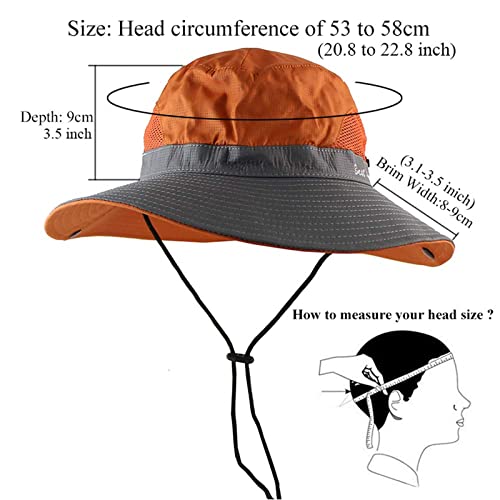 Size: Head circumference of 53 to 58cm
(20.8 to 22.8 inch)
Depth: 9cm
3.5 inch
(3.1-3.5 inich)
Brim Width:8-9cm
How to measure your head size ?